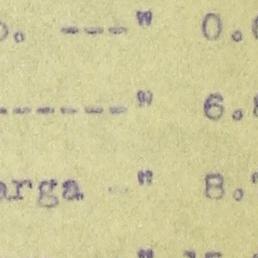 o. --- " 0.
------ " 6.
arga - " 8.
"